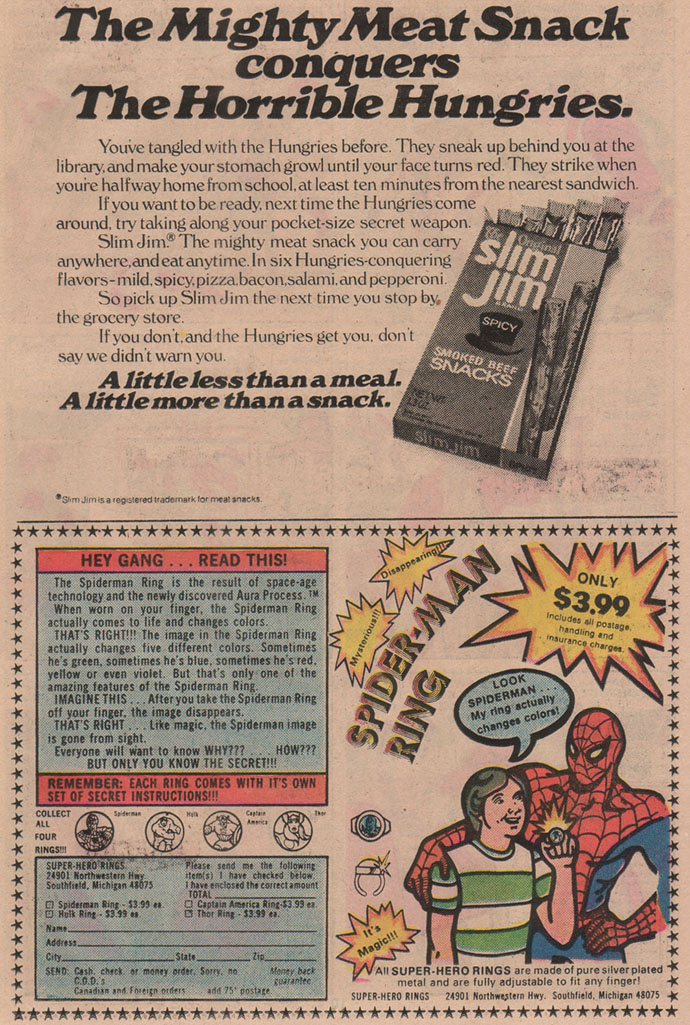 The Mighty Meat Snack
conquers
The Horrible Hungries.
You've tangled with the Hungries before. They sneak up behind you at the
library, and make your stomach growl until your face turns red. They strike when
you're halfway home from school, at least ten minutes from the nearest sandwich.
If you want to be ready, next time the Hungries come
around, try taking along your pocket-size secret weapon.
Slim Jim.® The mighty meat snack you can carry
anywhere, and eat anytime. In six Hungries-conquering
flavors–mild, spicy, pizza, bacon, salami, and pepperoni.
So pick up Slim Jim the next time you stop by,
the grocery store.
If you don't, and the Hungries get you, don't
say we didn't warn you.
A little less than a meal.
A little more than a snack.
Original
slim
jim
BRAND
SPICY
SMOKED BEEF
SNACKS
NET WT.
slim jim
SPICY
®Slim Jim is a registered trademark for meat snacks.
HEY GANG . . . READ THIS!
The Spiderman Ring is the result of space-age
technology and the newly discovered Aura Process.™
When worn on your finger, the Spiderman Ring
actually comes to life and changes colors.
THAT'S RIGHT!!! The image in the Spiderman Ring
actually changes five different colors. Sometimes
he's green, sometimes he's blue, sometimes he's red,
yellow or even violet. But that's only one of the
amazing features of the Spiderman Ring.
IMAGINE THIS . . . After you take the Spiderman Ring
off your finger, the image disappears.
THAT'S RIGHT . . . Like magic, the Spiderman image
is gone from sight.
Everyone will want to know WHY??? . . . HOW???
BUT ONLY YOU KNOW THE SECRET!!!
REMEMBER: EACH RING COMES WITH IT'S OWN
SET OF SECRET INSTRUCTIONS!!!
COLLECT
ALL
FOUR
RINGS!!!
Spiderman
Hulk
Captain
America
Thor
SUPER-HERO RINGS
24901 Northwestern Hwy.
Southfield, Michigan 48075
Please send me the following
item(s) I have checked below.
I have enclosed the correct amount
TOTAL
Spiderman Ring - $3.99 ea.
Captain America Ring-$3.99 ea.
Hulk Ring - $3.99 ea.
Thor Ring - $3.99 ea.
Name
Address
City State Zip
SEND: Cash, check or money order. Sorry, no
C.O.D.s
Money back
guarantee
Canadian and Foreign orders add 75¢ postage
Disappearing!!!
Mysterious!!!
SPIDER-MAN
RING
ONLY
$3.99
Includes all postage,
handling and
insurance charges.
LOOK
SPIDERMAN . . .
My ring actually
changes colors!
It's
Magic!!!
All SUPER-HERO RINGS are made of pure silver plated
metal and are fully adjustable to fit any finger!
SUPER-HERO RINGS 24901 Northwestern Hwy. Southfield, Michigan 48075